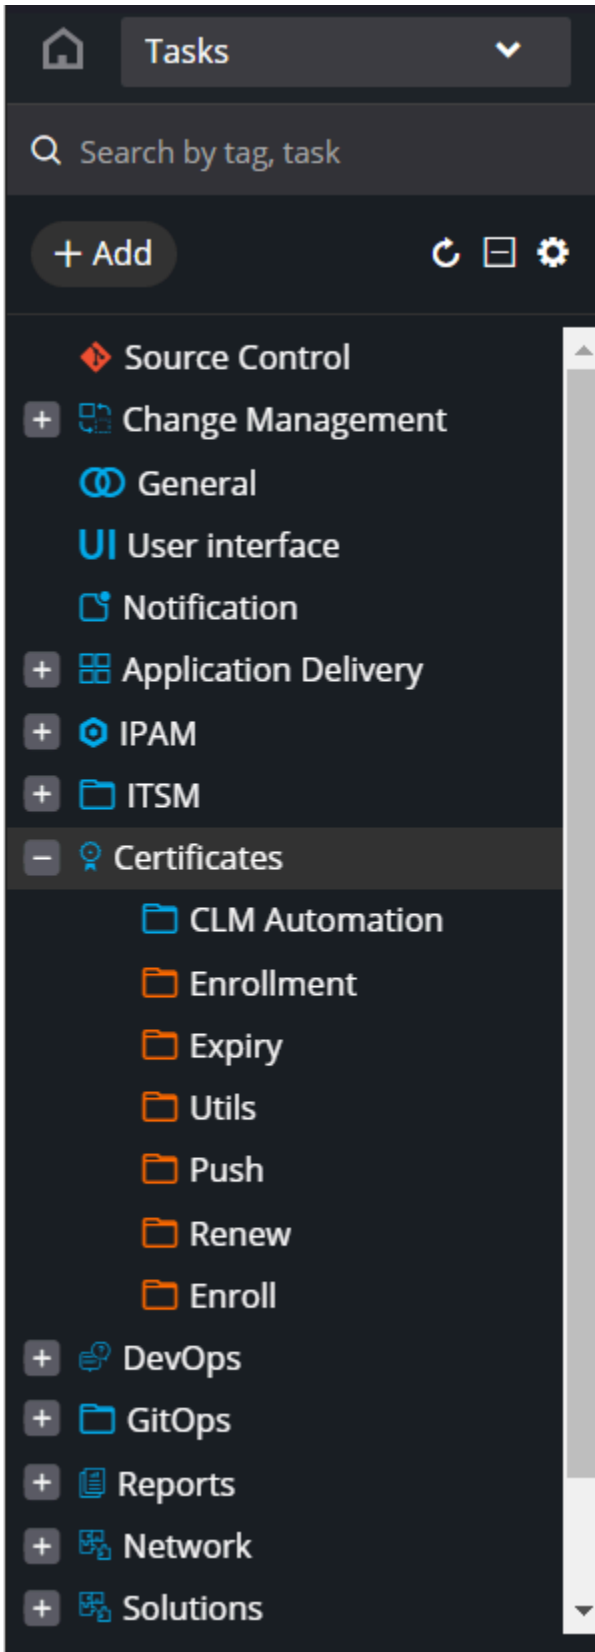 Tasks
Search by tag, task
+ Add
Source Control
Change Management
General
UI User interface
Notification
Application Delivery
IPAM
ITSM
Certificates
CLM Automation
Enrollment
Expiry
Utils
Push
Renew
Enroll
DevOps
GitOps
Reports
Network
Solutions